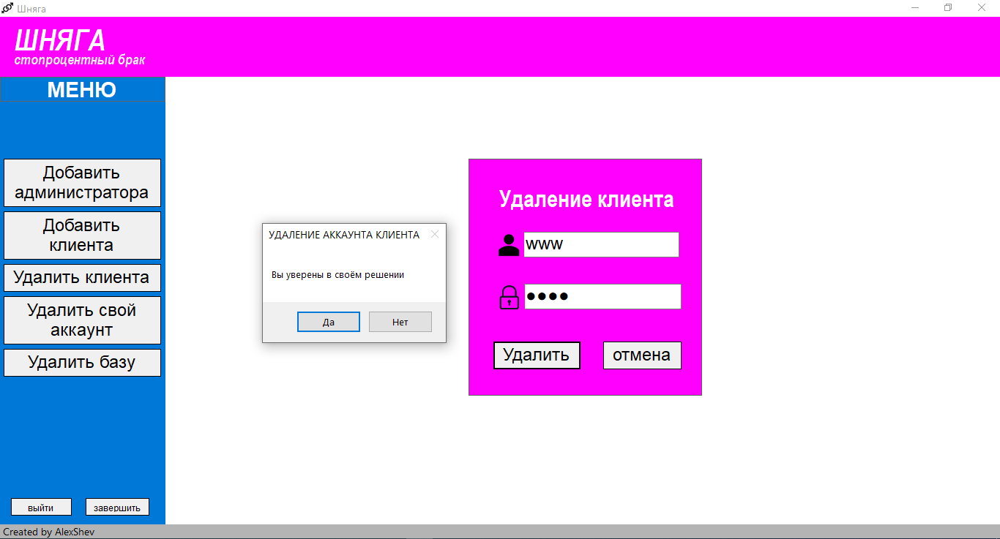 Шняга
ШНЯГА
стопроцентный брак
МЕНЮ
Добавить
администратора
Добавить
клиента
Удалить клиента
Удалить свой
аккаунт
Удалить базу
выйти
завершить
УДАЛЕНИЕ АККАУНТА КЛИЕНТА
Вы уверены в своём решении
Да
Нет
Удаление клиента
www
●●●●
Удалить
отмена
Created by AlexShev